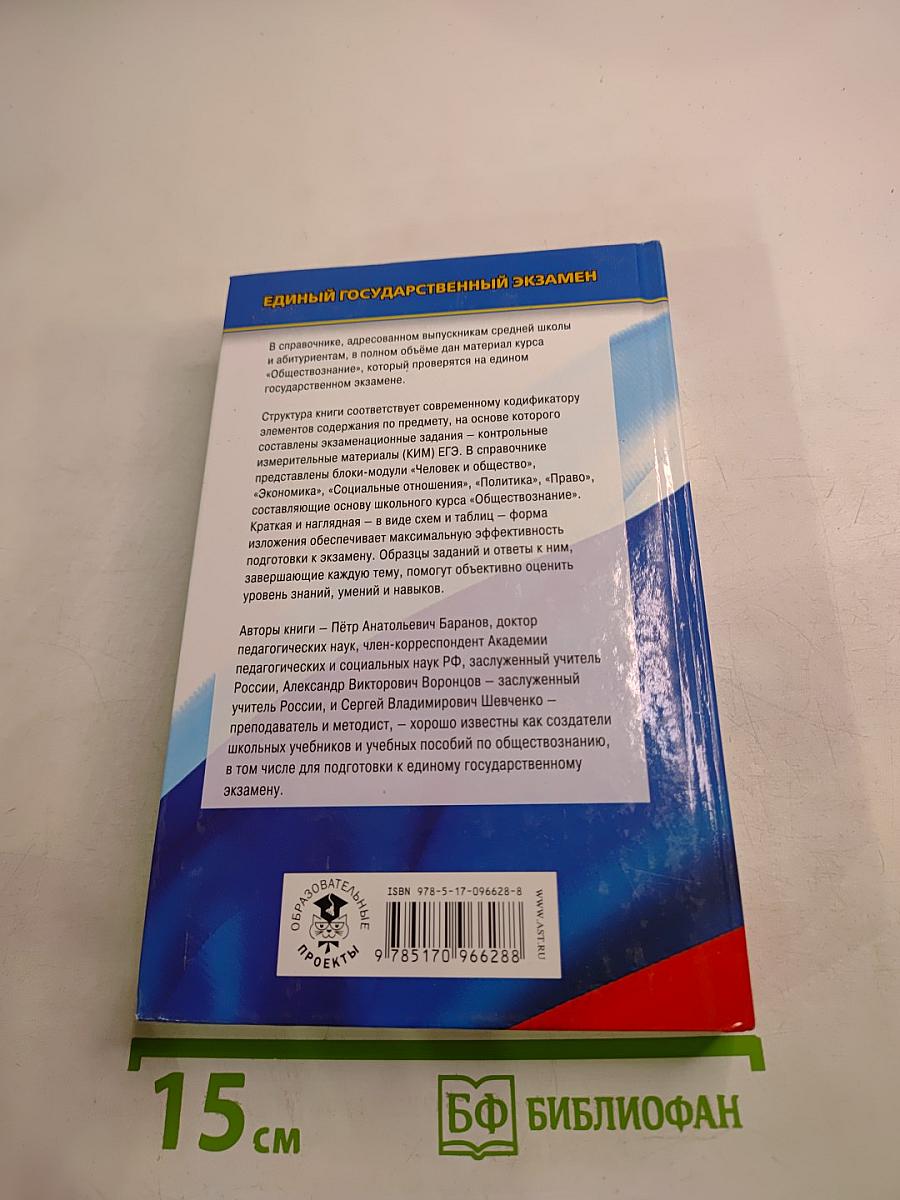 ЕДИНЫЙ ГОСУДАРСТВЕННЫЙ ЭКЗАМЕН
В справочнике, адресованном выпускникам средней школы
и абитуриентам, в полном объёме дан материал курса
«Обществознание», который проверятся на едином
государственном экзамене.
Структура книги соответствует современному кодификатору
элементов содержания по предмету, на основе которого
составлены экзаменационные задания – контрольные
измерительные материалы (КИМ) ЕГЭ. В справочнике
представлены блоки-модули «Человек и общество»,
«Экономика», «Социальные отношения», «Политика», «Право»,
составляющие основу школьного курса «Обществознание».
Краткая и наглядная – в виде схем и таблиц – форма
изложения обеспечивает максимальную эффективность
подготовки к экзамену. Образцы заданий и ответы к ним,
завершающие каждую тему, помогут объективно оценить
уровень знаний, умений и навыков.
Авторы книги – Пётр Анатольевич Баранов, доктор
педагогических наук, член-корреспондент Академии
педагогических и социальных наук РФ, заслуженный учитель
России, Александр Викторович Воронцов – заслуженный
учитель России, и Сергей Владимирович Шевченко –
преподаватель и методист, – хорошо известны как создатели
школьных учебников и учебных пособий по обществознанию,
в том числе для подготовки к единому государственному
экзамену.
ОБРАЗОВАТЕЛЬНЫЕ ПРОЕКТЫ
ISBN 978-5-17-096628-8
9 785170 966288
WWW.AST.RU
15 см
БФ БИБЛИОФАН